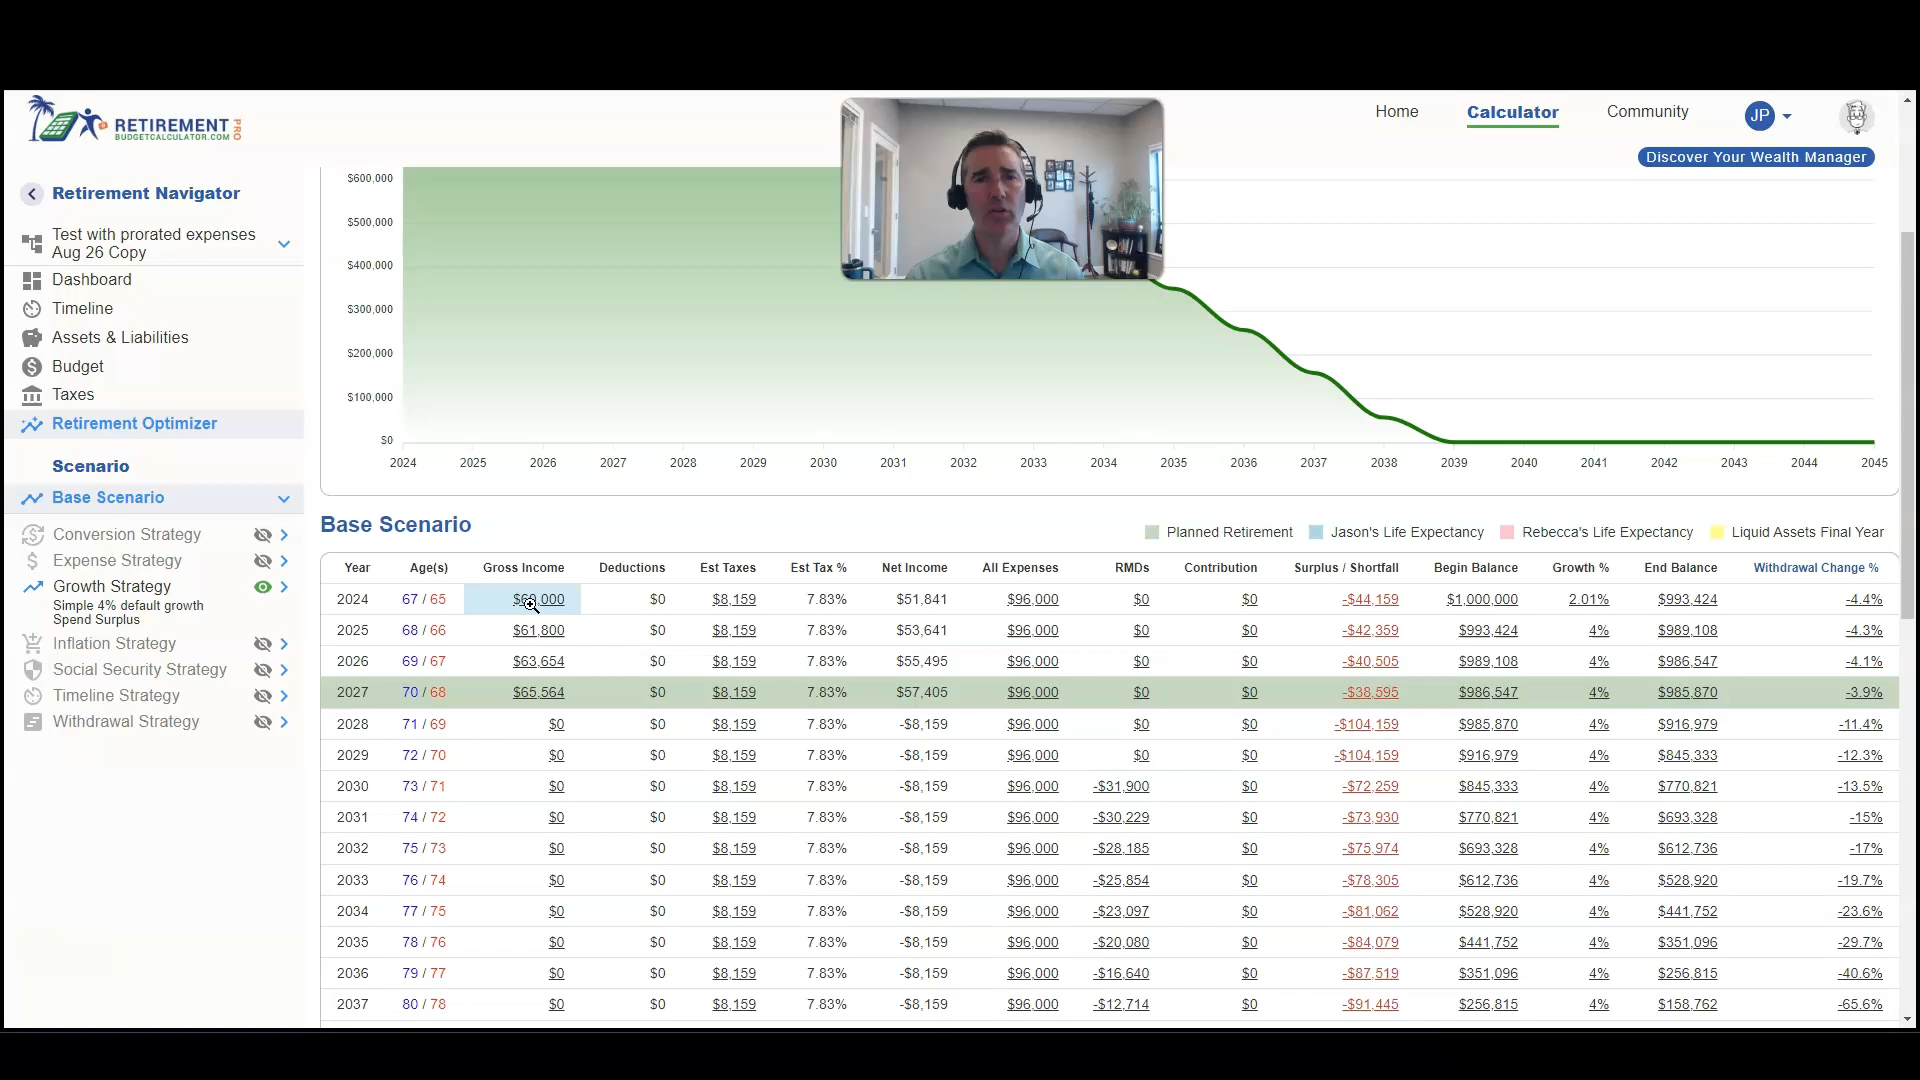 RETIREMENT PRO
BUDGETCALCULATOR.COM
Home
Calculator
Community
JP
Discover Your Wealth Manager
Retirement Navigator
Test with prorated expenses
Aug 26 Copy
Dashboard
Timeline
Assets & Liabilities
Budget
Taxes
Retirement Optimizer
Scenario
Base Scenario
Conversion Strategy
Expense Strategy
Growth Strategy
Simple 4% default growth
Spend Surplus
Inflation Strategy
Social Security Strategy
Timeline Strategy
Withdrawal Strategy
$600,000
$500,000
$400,000
$300,000
$200,000
$100,000
$0
2024 2025 2026 2027 2028 2029 2030 2031 2032 2033 2034 2035 2036 2037 2038 2039 2040 2041 2042 2043 2044 2045
Base Scenario
Planned Retirement Jason's Life Expectancy Rebecca's Life Expectancy Liquid Assets Final Year
Year Age(s) Gross Income Deductions Est Taxes Est Tax % Net Income All Expenses RMDs Contribution Surplus / Shortfall Begin Balance Growth % End Balance Withdrawal Change %
2024 67 / 65 $0 $8,159 7.83% $51,841 $96,000 $0 $0 -$44,159 $1,000,000 2.01% $993,424 -4.4%
2025 68 / 66 $61,800 $0 $8,159 7.83% $53,641 $96,000 $0 $0 -$42,359 $993,424 4% $989,108 -4.3%
2026 69 / 67 $63,654 $0 $8,159 7.83% $55,495 $96,000 $0 $0 -$40,505 $989,108 4% $986,547 -4.1%
2027 70 / 68 $65,564 $0 $8,159 7.83% $57,405 $96,000 $0 $0 -$38,595 $986,547 4% $985,870 -3.9%
2028 71 / 69 $0 $0 $8,159 7.83% -$8,159 $96,000 $0 $0 -$104,159 $985,870 4% $916,979 -11.4%
2029 72 / 70 $0 $0 $8,159 7.83% -$8,159 $96,000 $0 $0 -$104,159 $916,979 4% $845,333 -12.3%
2030 73 / 71 $0 $0 $8,159 7.83% -$8,159 $96,000 -$31,900 $0 -$72,259 $845,333 4% $770,821 -13.5%
2031 74 / 72 $0 $0 $8,159 7.83% -$8,159 $96,000 -$30,229 $0 -$73,930 $770,821 4% $693,328 -15%
2032 75 / 73 $0 $0 $8,159 7.83% -$8,159 $96,000 -$28,185 $0 -$75,974 $693,328 4% $612,736 -17%
2033 76 / 74 $0 $0 $8,159 7.83% -$8,159 $96,000 -$25,854 $0 -$78,305 $612,736 4% $528,920 -19.7%
2034 77 / 75 $0 $0 $8,159 7.83% -$8,159 $96,000 -$23,097 $0 -$81,062 $528,920 4% $441,752 -23.6%
2035 78 / 76 $0 $0 $8,159 7.83% -$8,159 $96,000 -$20,080 $0 -$84,079 $441,752 4% $351,096 -29.7%
2036 79 / 77 $0 $0 $8,159 7.83% -$8,159 $96,000 -$16,640 $0 -$87,519 $351,096 4% $256,815 -40.6%
2037 80 / 78 $0 $0 $8,159 7.83% -$8,159 $96,000 -$12,714 $0 -$91,445 $256,815 4% $158,762 -65.6%